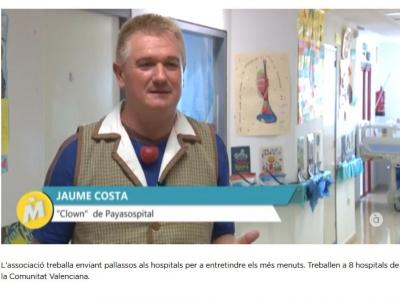 JAUME COSTA
"Clown" de Payasospital
M
à
L'associació treballa enviant pallassos als hospitals per a entretindre els més menuts. Treballen a 8 hospitals de
la Comunitat Valenciana.